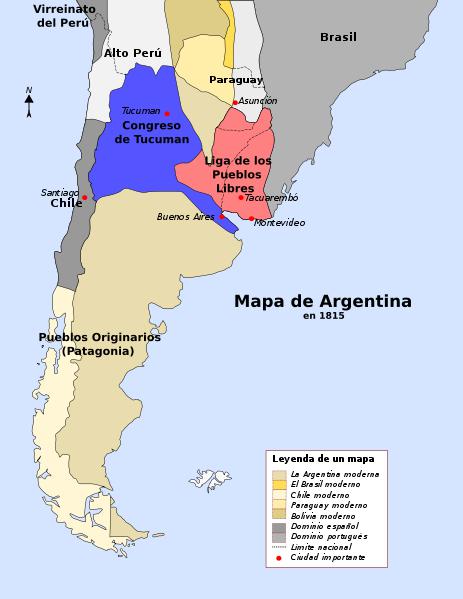 Virreinato
del Perú
Alto Perú
Brasil
Paraguay
N
Asunción
Tucuman
Congreso
de Tucuman
Liga de los
Pueblos
Libres
Santiago
Chile
Tacuarembó
Buenos Aires
Montevideo
Mapa de Argentina
en 1815
Pueblos Originarios
(Patagonia)
Leyenda de un mapa
La Argentina moderna
El Brasil moderno
Chile moderno
Paraguay moderno
Bolivia moderno
Dominio español
Dominio portugués
Limite nacional
Ciudad importante